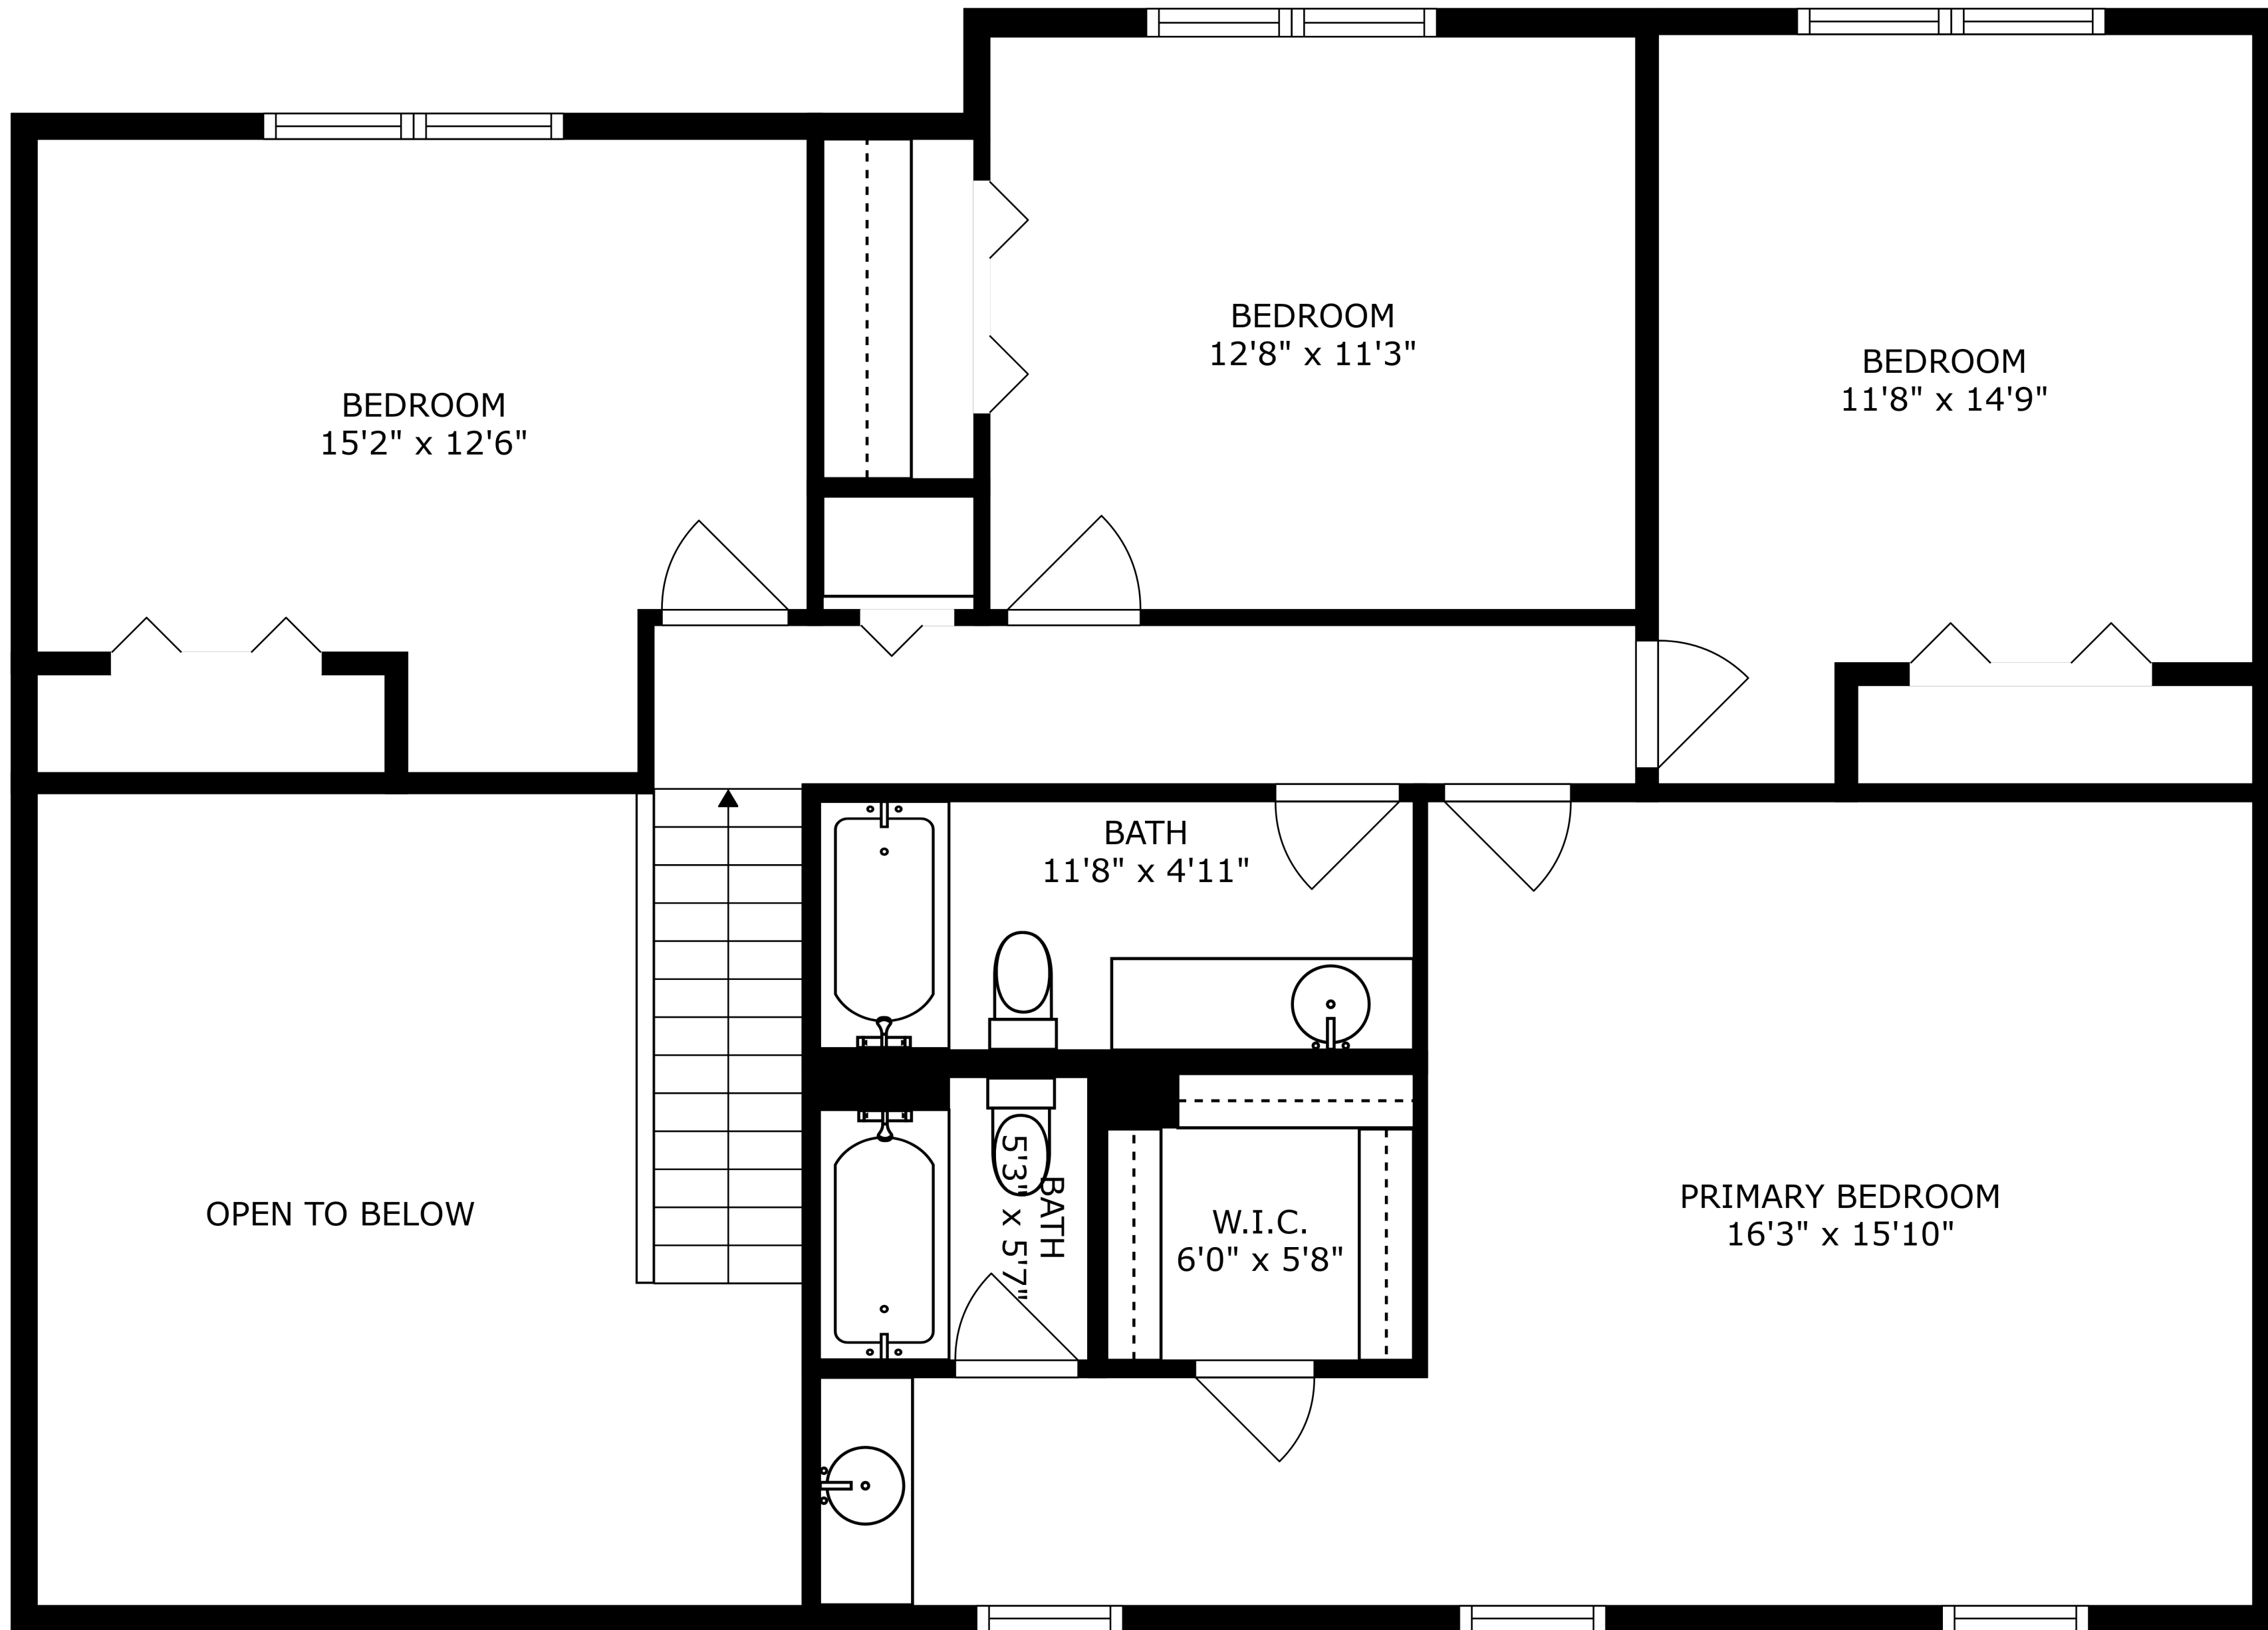 BEDROOM
12'8" x 11'3"
BEDROOM
11'8" x 14'9"
BEDROOM
15'2" x 12'6"
BATH
11'8" x 4'11"
BATH
5'3" x 5'7"
W.I.C.
6'0" x 5'8"
PRIMARY BEDROOM
16'3" x 15'10"
OPEN TO BELOW